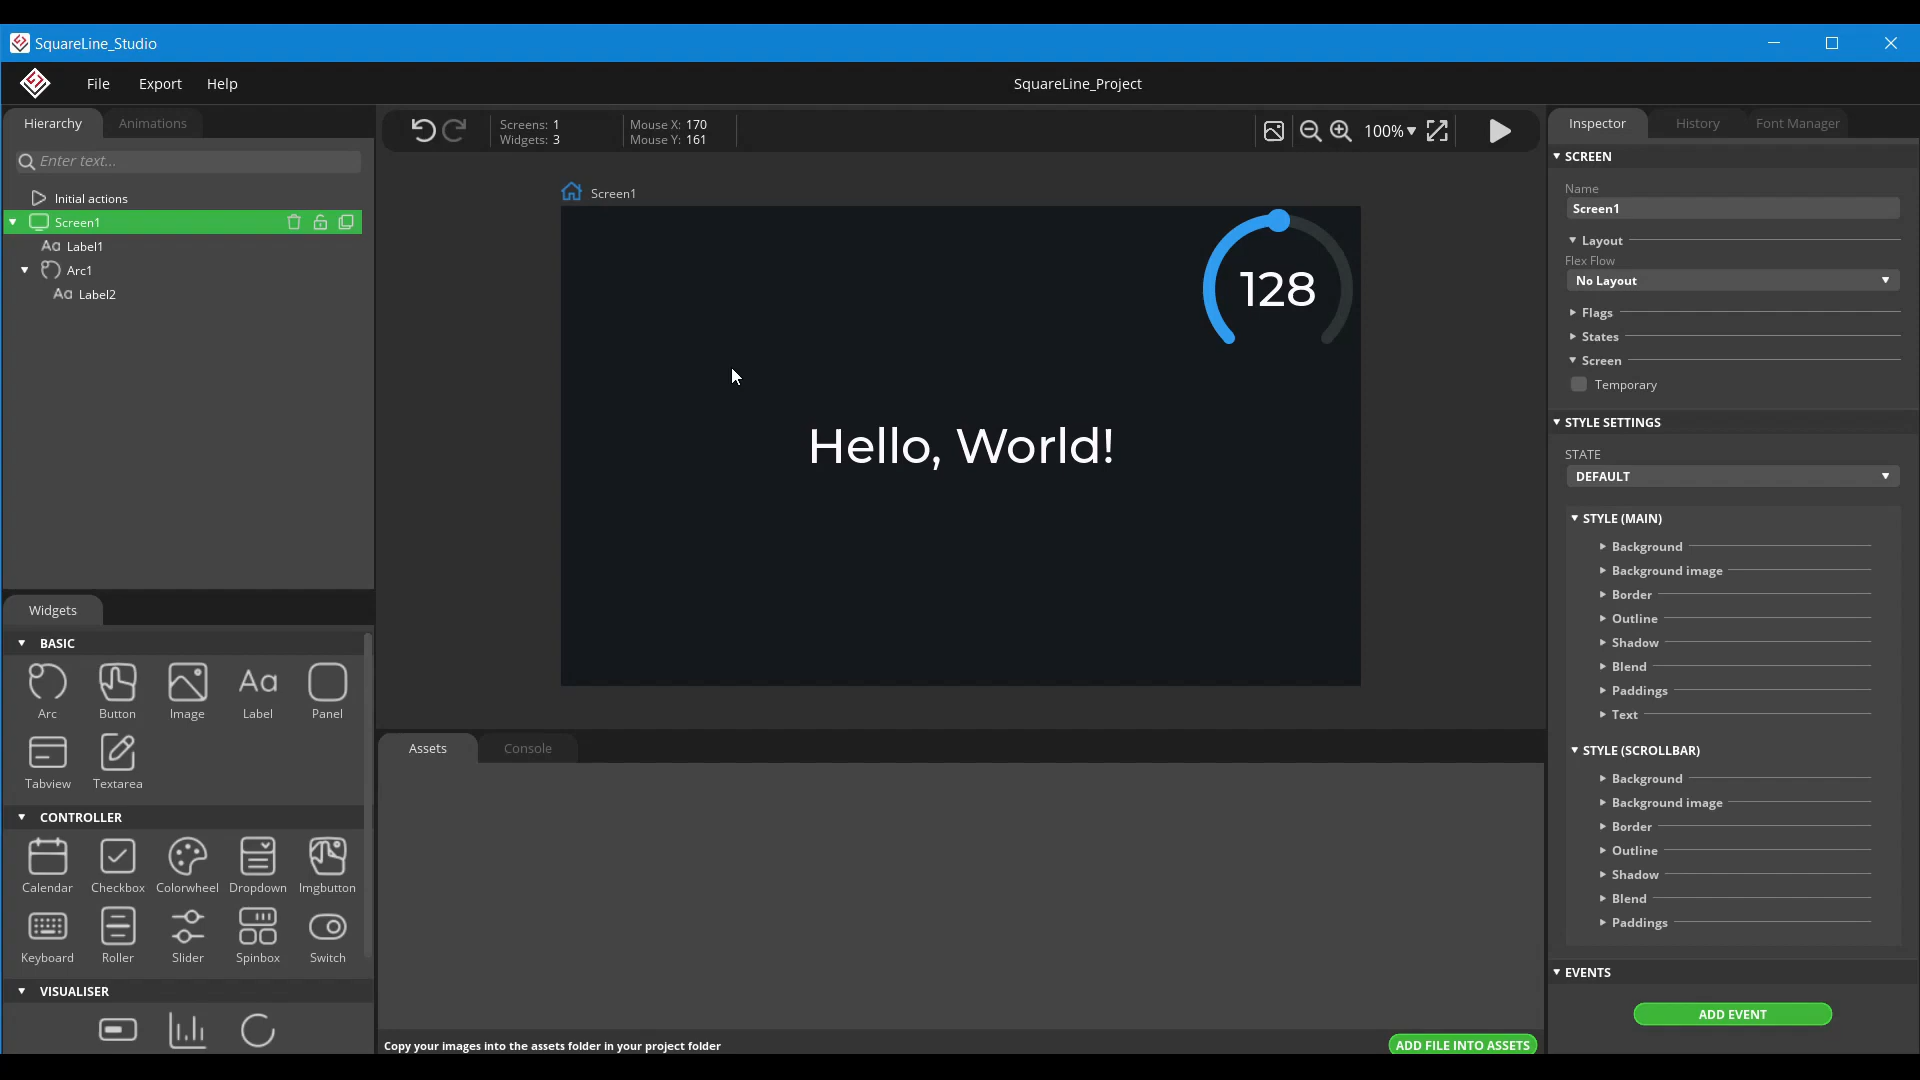 SquareLine_Studio
File Export Help SquareLine_Project
Hierarchy Animations
Enter text...
Initial actions
Screen1
Label1
Arc1
Label2
Screens: 1
Widgets: 3
Mouse X: 170
Mouse Y: 161
100%
Screen1
128
Hello, World!
Widgets
BASIC
Arc Button Image Label Panel
Aa
Tabview Textarea
CONTROLLER
Calendar Checkbox Colorwheel Dropdown Imgbutton
Keyboard Roller Slider Spinbox Switch
VISUALISER
Assets Console
Copy your images into the assets folder in your project folder
ADD FILE INTO ASSETS
Inspector History Font Manager
SCREEN
Name
Screen1
Layout
Flex Flow
No Layout
Flags
States
Screen
Temporary
STYLE SETTINGS
STATE
DEFAULT
STYLE (MAIN)
Background
Background image
Border
Outline
Shadow
Blend
Paddings
Text
STYLE (SCROLLBAR)
Background
Background image
Border
Outline
Shadow
Blend
Paddings
EVENTS
ADD EVENT